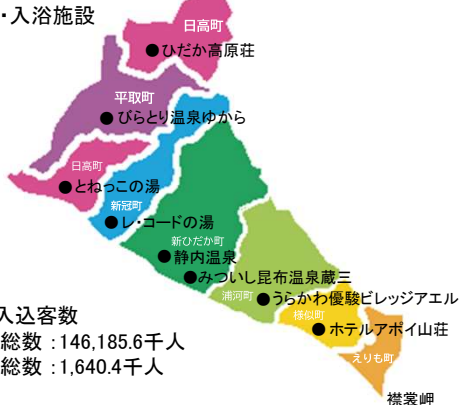 ・入浴施設
日高町
●ひだか高原荘
平取町
●びらとり温泉ゆから
日高町
●とねっこの湯
新冠町
●レ・コードの湯
新ひだか町
●静内温泉
●みついし昆布温泉蔵三
浦河町
●うらかわ優駿ビレッジアエル
様似町
●ホテルアポイ山荘
えりも町
襟裳岬
入込客数
総数 ：146,185.6千人
総数 ：1,640.4千人